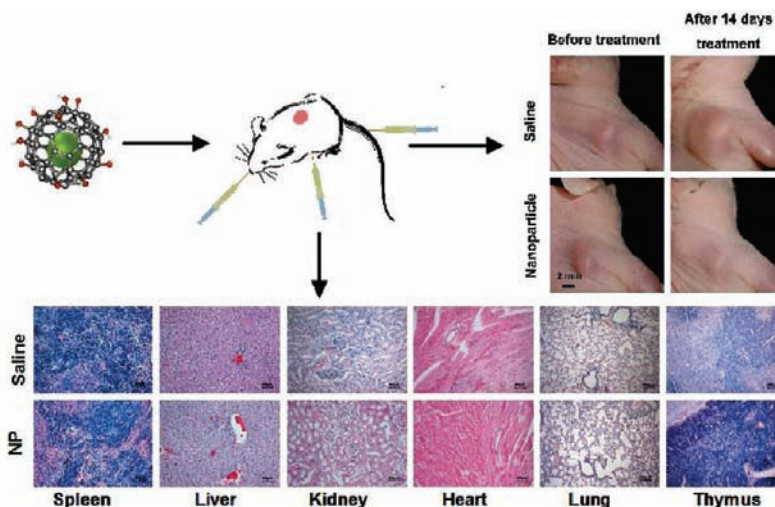 Before treatment
After 14 days
treatment
Saline
Nanoparticle
2 mm
Saline
NP
Spleen
Liver
Kidney
Heart
Lung
Thymus